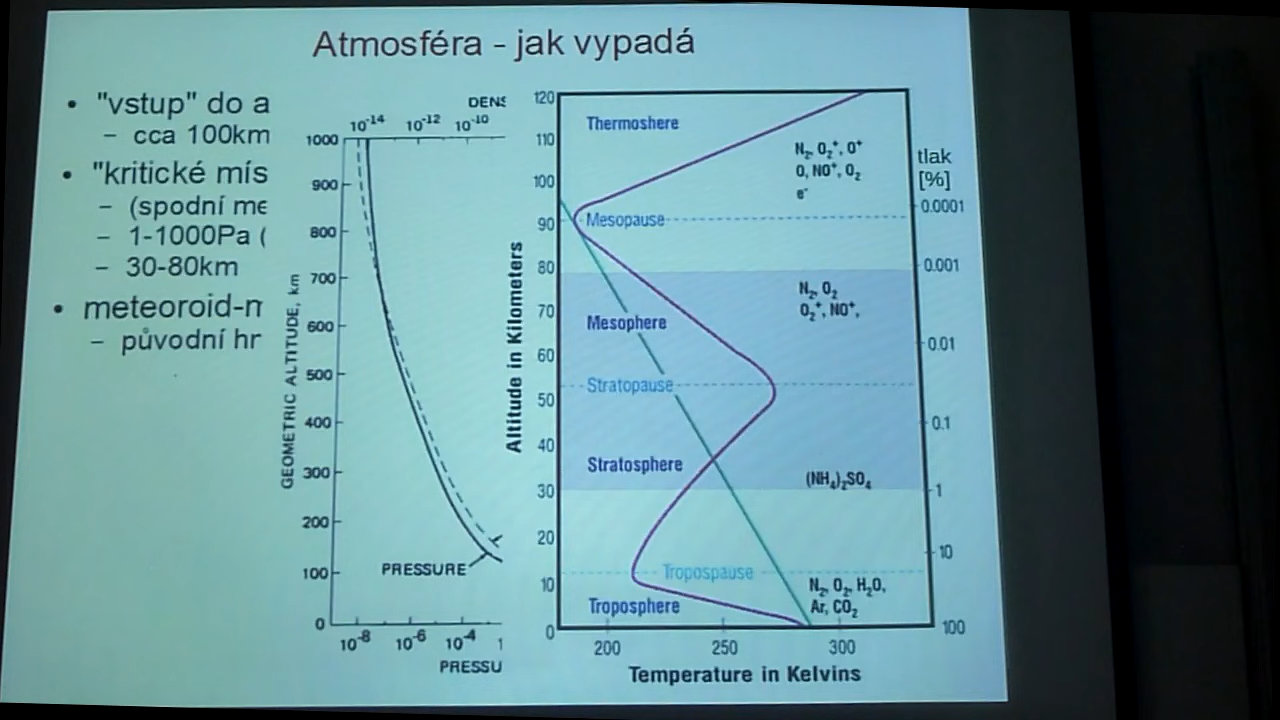 Atmosféra - jak vypadá
• "vstup" do a
– cca 100km
• "kritické mís
– (spodní me
– 1-1000Pa (
– 30-80km
• meteoroid-m
– původní hr
DENS
10⁻¹⁴ 10⁻¹² 10⁻¹⁰
1000
900
800
700
600
500
400
300
200
100
0
GEOMETRIC ALTITUDE, km
PRESSURE
10⁻⁸ 10⁻⁶ 10⁻⁴ 1
PRESSU
120
110
100
90
80
70
60
50
40
30
20
10
0
Altitude in Kilometers
Thermoshere
N₂, O₂⁺, O⁺
O, NO⁺, O₂
e⁻
Mesopause
N₂, O₂
O₂⁺, NO⁺,
Mesophere
Stratopause
Stratosphere
(NH₄)₂SO₄
Tropospause
N₂, O₂, H₂O,
Ar, CO₂
Troposphere
200 250 300
Temperature in Kelvins
tlak
[%]
0.0001
0.001
0.01
0.1
1
10
100